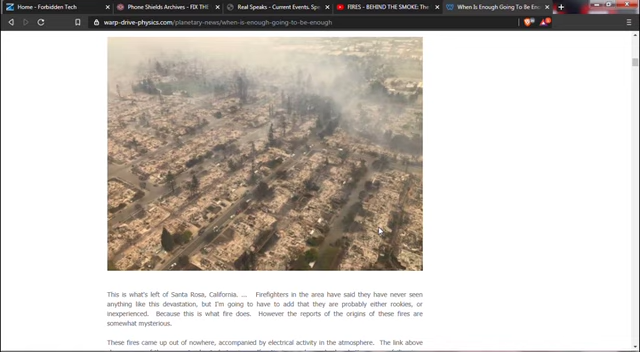 Home - Forbidden Tech
Phone Shields Archives - FIX THE
Real Speaks - Current Events, Sp
FIRES - BEHIND THE SMOKE: The
When Is Enough Going To Be En
warp-drive-physics.com/planetary-news/when-is-enough-going-to-be-enough
This is what's left of Santa Rosa, California. ... Firefighters in the area have said they have never seen
anything like this devastation, but I'm going to have to add that they are probably either rookies, or
inexperienced. Because this is what fire does. However the reports of the origins of these fires are
somewhat mysterious.
These fires came up out of nowhere, accompanied by electrical activity in the atmosphere. The link above